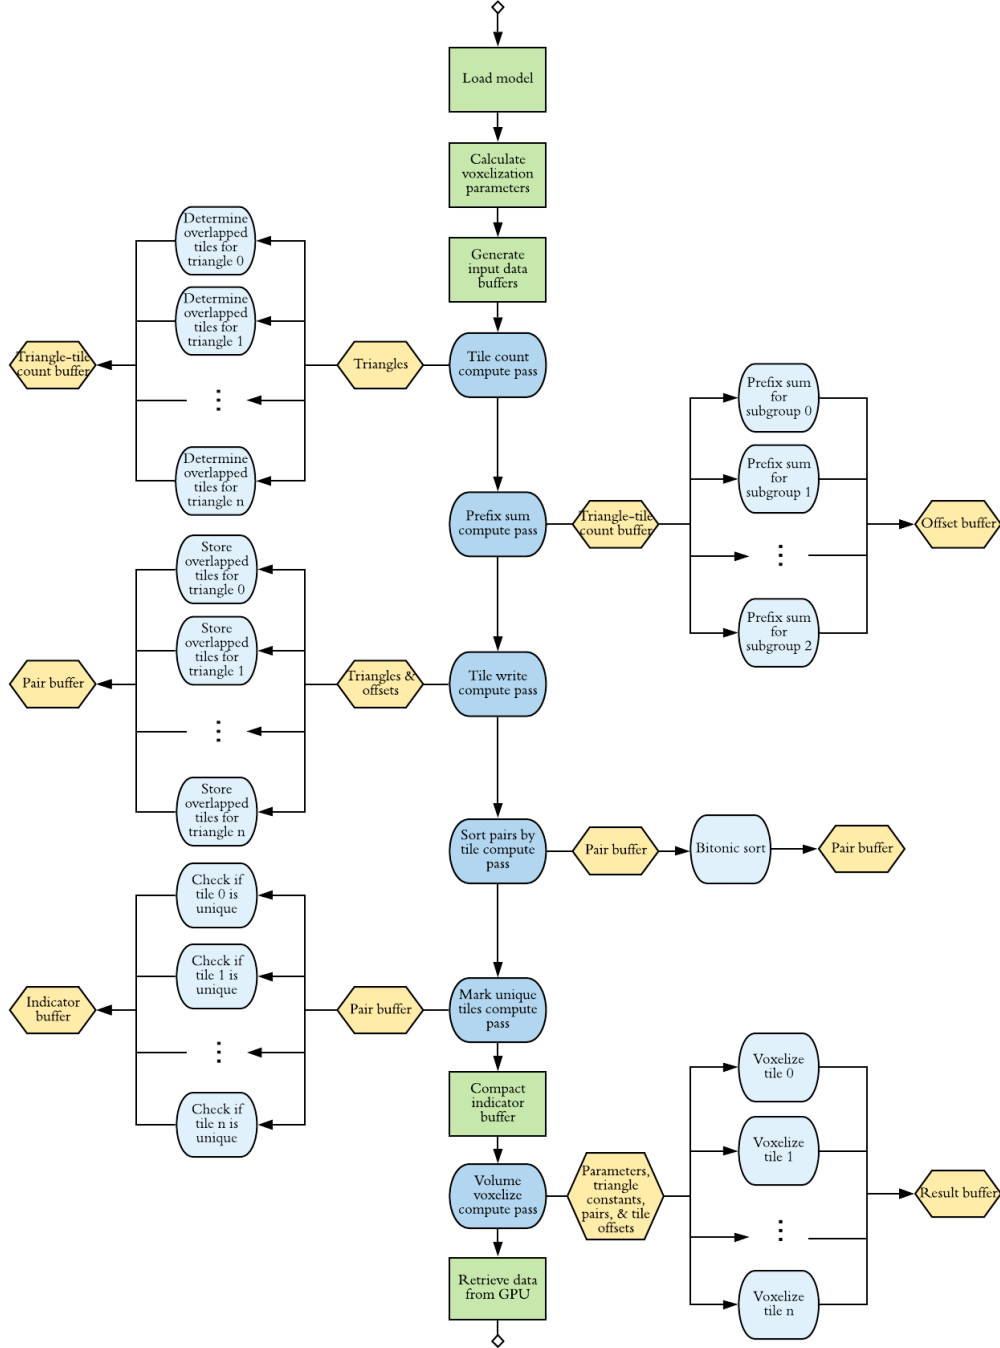 Load model
Calculate
voxelization
parameters
Generate
input data
buffers
Tile count
compute pass
Triangles
Determine
overlapped
tiles for
triangle 0
Determine
overlapped
tiles for
triangle 1
⋮
Determine
overlapped
tiles for
triangle n
Triangle-tile
count buffer
Prefix sum
compute pass
Triangle-tile
count buffer
Prefix sum
for
subgroup 0
Prefix sum
for
subgroup 1
⋮
Prefix sum
for
subgroup 2
Offset buffer
Tile write
compute pass
Triangles &
offsets
Store
overlapped
tiles for
triangle 0
Store
overlapped
tiles for
triangle 1
⋮
Store
overlapped
tiles for
triangle n
Pair buffer
Sort pairs by
tile compute
pass
Pair buffer
Bitonic sort
Pair buffer
Mark unique
tiles compute
pass
Pair buffer
Check if
tile 0 is
unique
Check if
tile 1 is
unique
⋮
Check if
tile n is
unique
Indicator
buffer
Compact
indicator
buffer
Volume
voxelize
compute pass
Parameters,
triangle
constants,
pairs, & tile
offsets
Voxelize
tile 0
Voxelize
tile 1
⋮
Voxelize
tile n
Result buffer
Retrieve data
from GPU